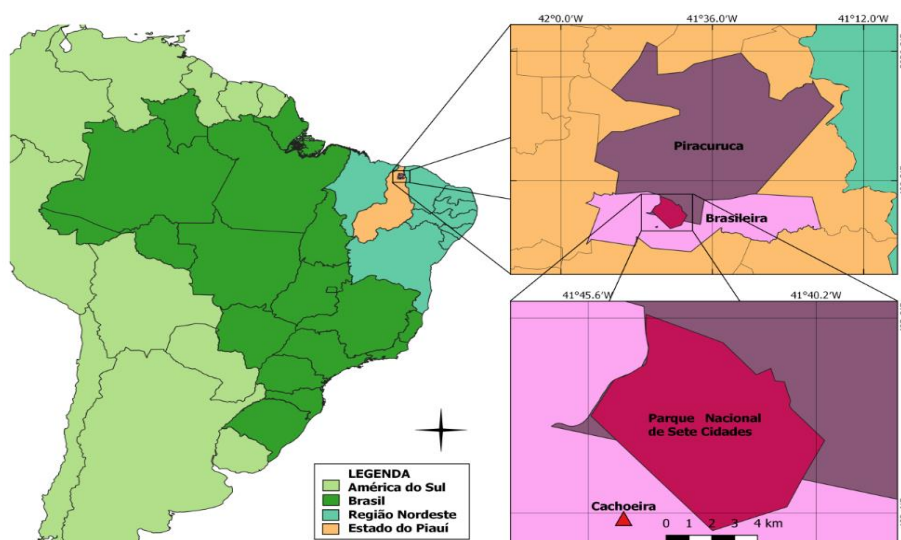 42°0.0'W 41°36.0'W 41°12.0'W
Piracuruca
Brasileira
41°45.6'W 41°40.2'W
Parque Nacional
de Sete Cidades
Cachoeira
0 1 2 3 4 km
LEGENDA
América do Sul
Brasil
Região Nordeste
Estado do Piauí